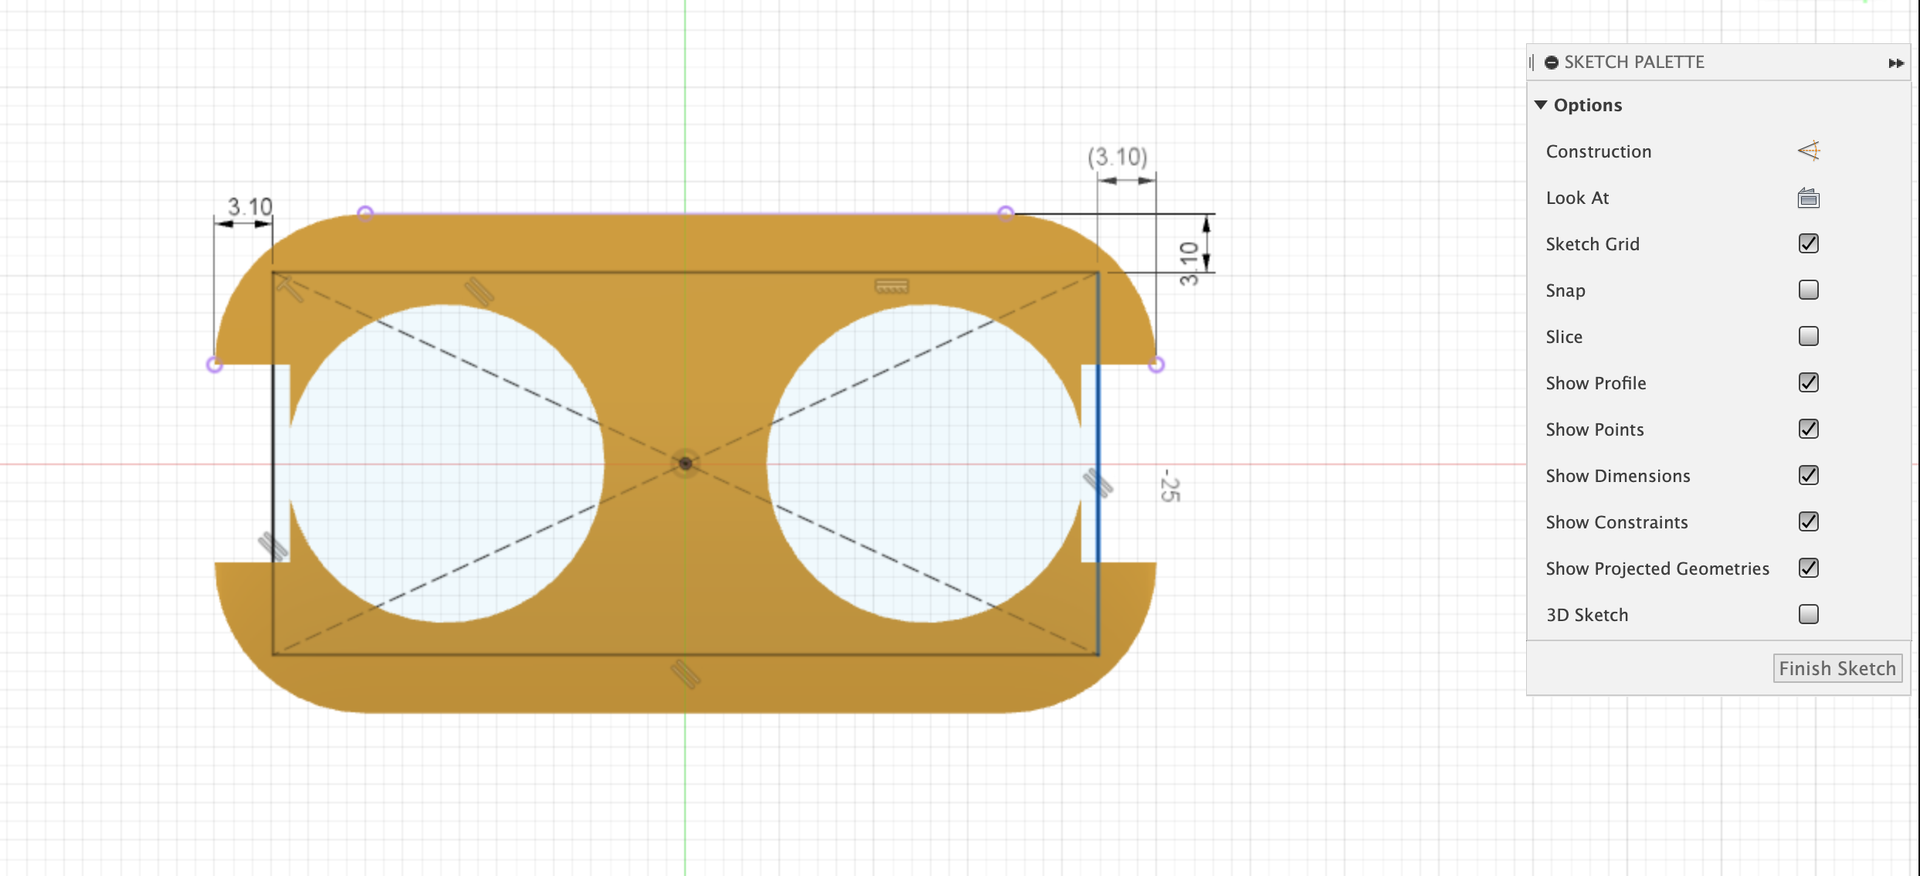 SKETCH PALETTE
Options
(3.10)
Construction
Look At
3.10
Sketch Grid
3.10
Snap
Slice
Show Profile
Show Points
Show Dimensions
-25
Show Constraints
Show Projected Geometries
3D Sketch
Finish Sketch